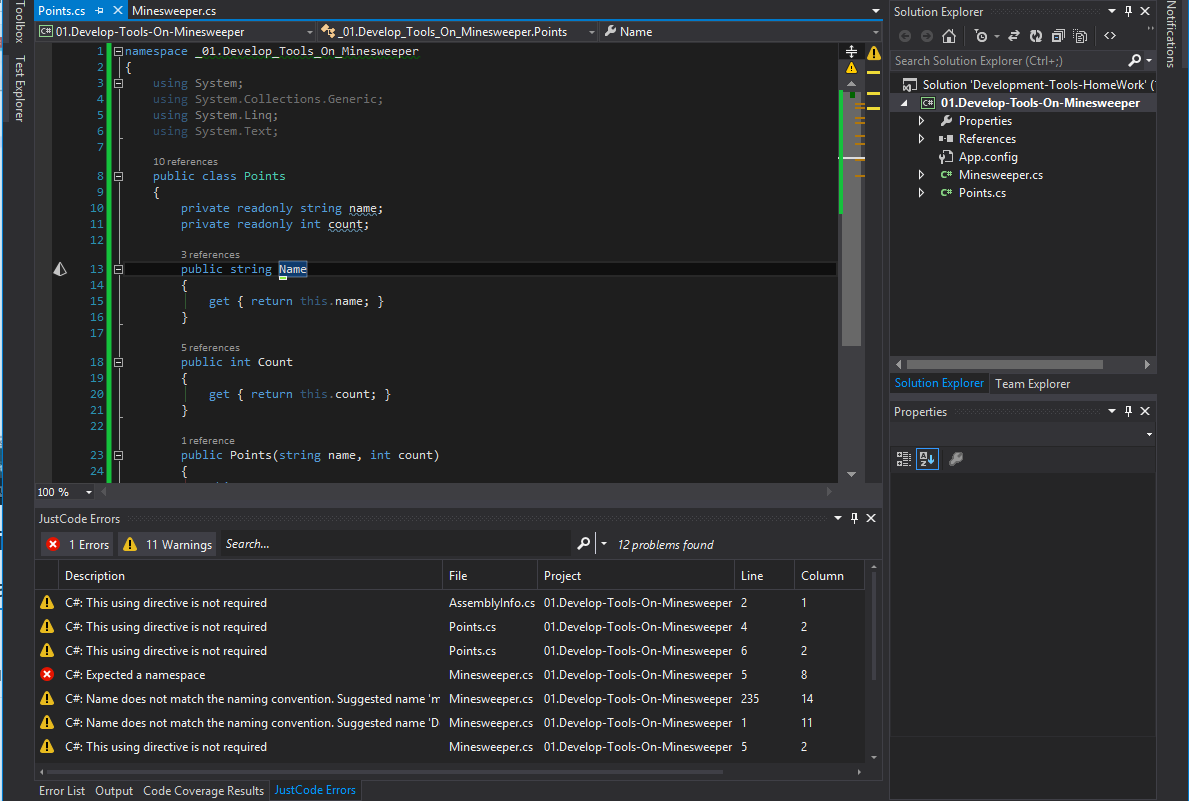 Toolbox
Test Explorer
Points.cs
Minesweeper.cs
01.Develop-Tools-On-Minesweeper
_01.Develop_Tools_On_Minesweeper.Points
Name
1 namespace _01.Develop_Tools_On_Minesweeper
2 {
3 using System;
4 using System.Collections.Generic;
5 using System.Linq;
6 using System.Text;
7
10 references
8 public class Points
9 {
10 private readonly string name;
11 private readonly int count;
12
3 references
13 public string Name
14 {
15 get { return this.name; }
16 }
17
5 references
18 public int Count
19 {
20 get { return this.count; }
21 }
22
1 reference
23 public Points(string name, int count)
24 {
100 %
JustCode Errors
1 Errors
11 Warnings
Search...
12 problems found
Description File Project Line Column
C#: This using directive is not required AssemblyInfo.cs 01.Develop-Tools-On-Minesweeper 2 1
C#: This using directive is not required Points.cs 01.Develop-Tools-On-Minesweeper 4 2
C#: This using directive is not required Points.cs 01.Develop-Tools-On-Minesweeper 6 2
C#: Expected a namespace Minesweeper.cs 01.Develop-Tools-On-Minesweeper 5 8
C#: Name does not match the naming convention. Suggested name 'm Minesweeper.cs 01.Develop-Tools-On-Minesweeper 235 14
C#: Name does not match the naming convention. Suggested name 'D Minesweeper.cs 01.Develop-Tools-On-Minesweeper 1 11
C#: This using directive is not required Minesweeper.cs 01.Develop-Tools-On-Minesweeper 5 2
Error List Output Code Coverage Results JustCode Errors
Solution Explorer
Search Solution Explorer (Ctrl+;)
Solution 'Development-Tools-HomeWork' (1
C# 01.Develop-Tools-On-Minesweeper
Properties
References
App.config
C# Minesweeper.cs
C# Points.cs
Solution Explorer Team Explorer
Properties
Notifications